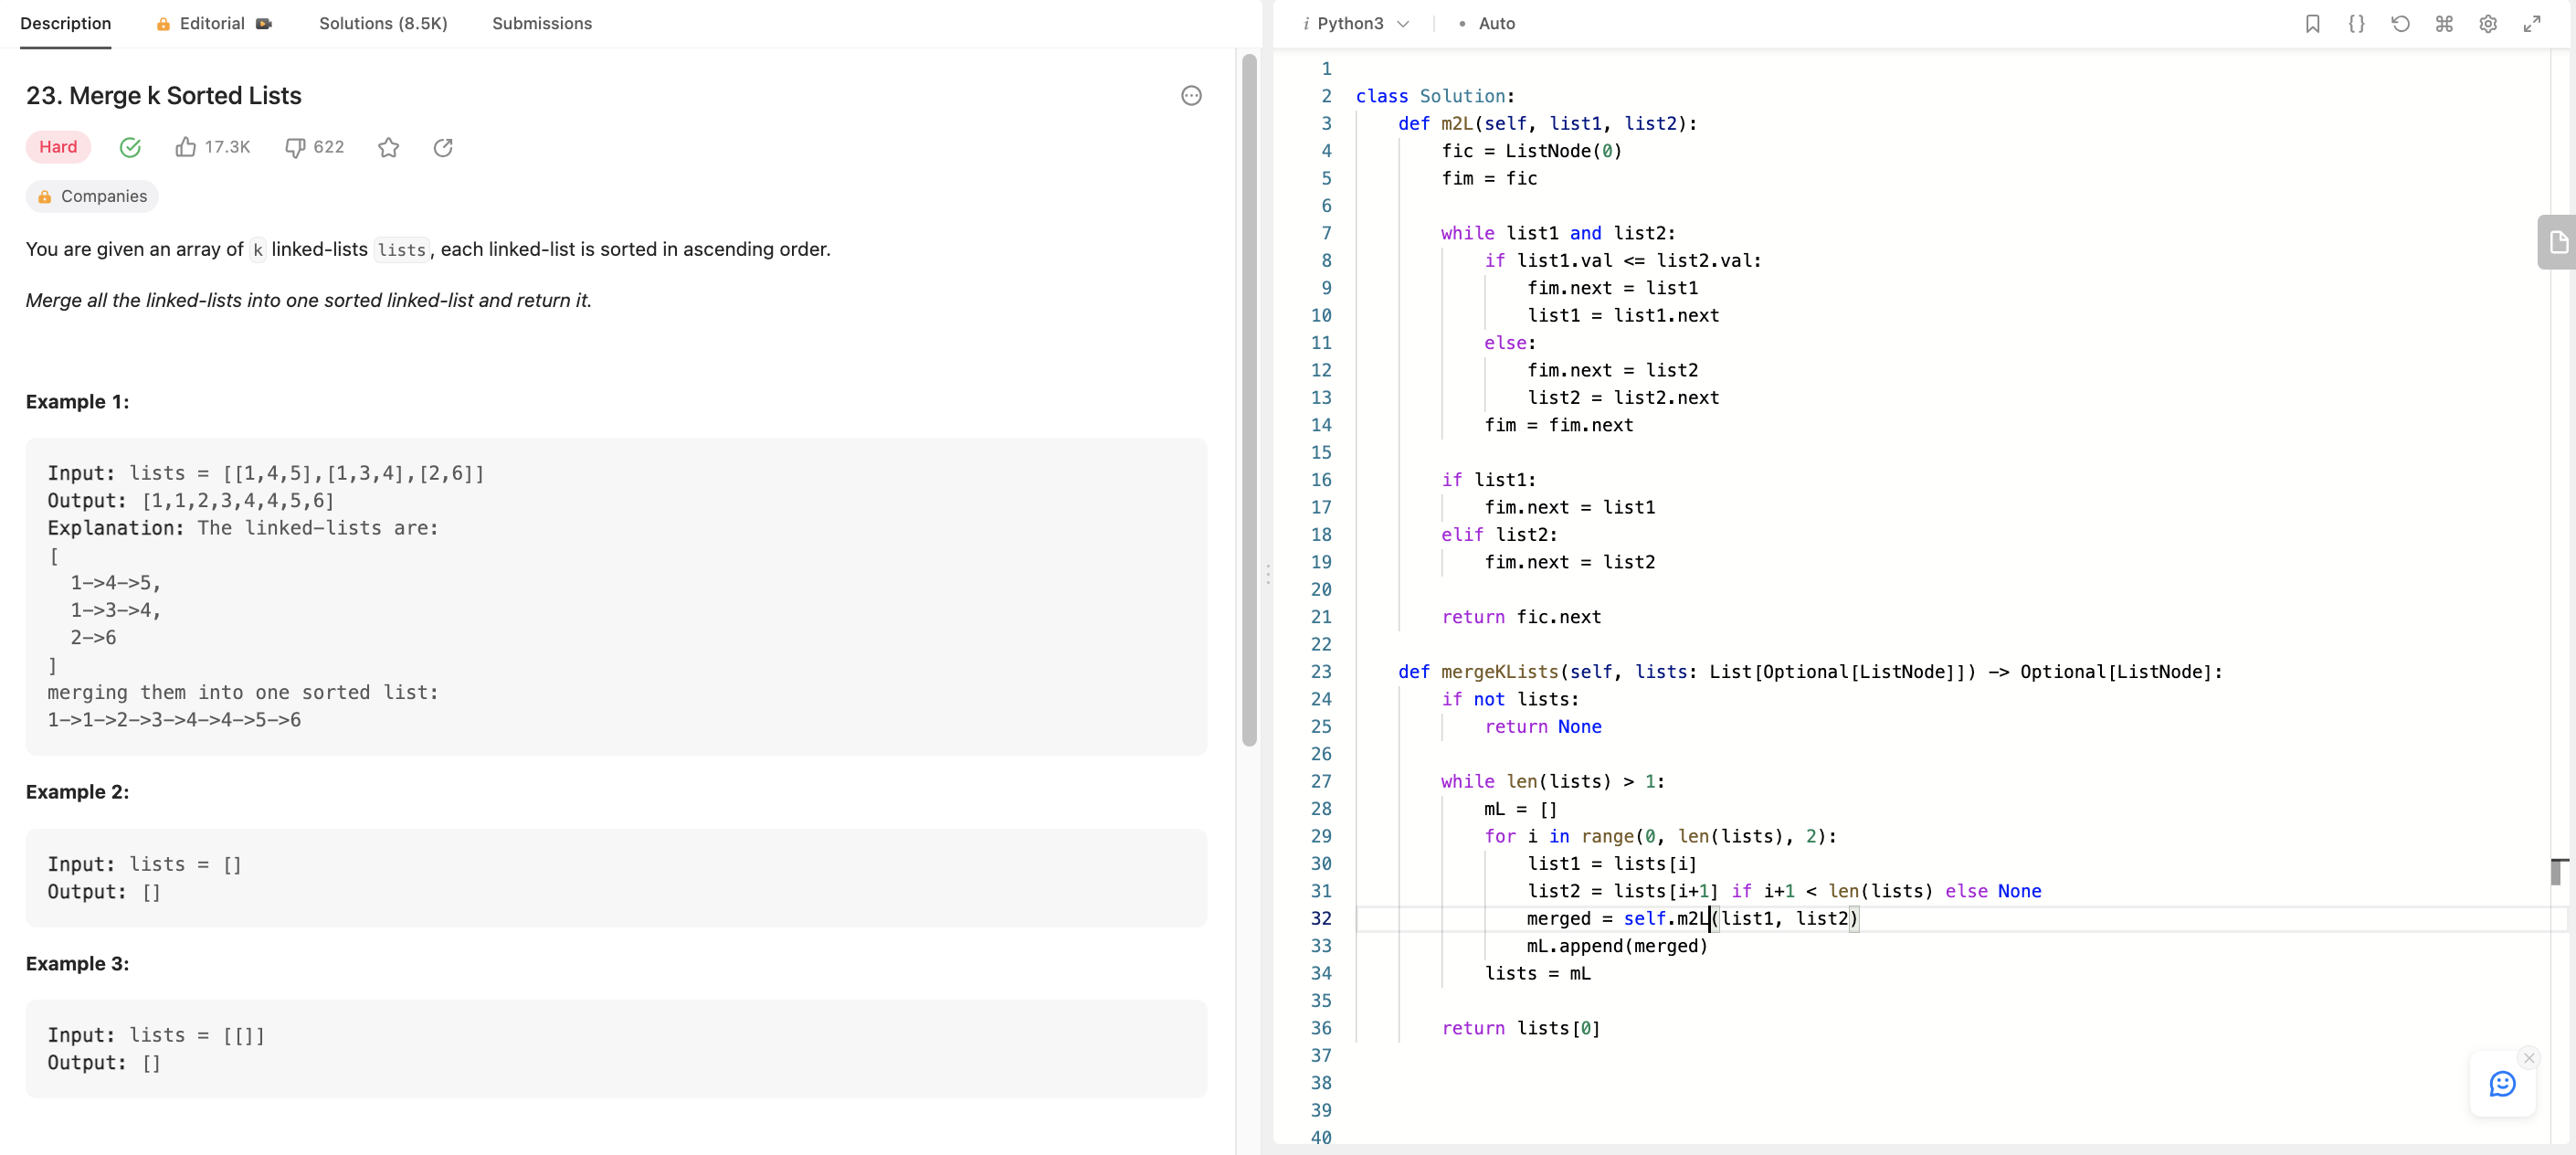 Description
Editorial
Solutions (8.5K)
Submissions
23. Merge k Sorted Lists
Hard
17.3K
622
Companies
You are given an array of k linked-lists lists, each linked-list is sorted in ascending order.
Merge all the linked-lists into one sorted linked-list and return it.
Example 1:
Input: lists = [[1,4,5],[1,3,4],[2,6]]
Output: [1,1,2,3,4,4,5,6]
Explanation: The linked-lists are:
[
  1->4->5,
  1->3->4,
  2->6
]
merging them into one sorted list:
1->1->2->3->4->4->5->6
Example 2:
Input: lists = []
Output: []
Example 3:
Input: lists = [[]]
Output: []
i Python3
• Auto
1
2 class Solution:
3     def m2L(self, list1, list2):
4         fic = ListNode(0)
5         fim = fic
6
7         while list1 and list2:
8             if list1.val <= list2.val:
9                 fim.next = list1
10                 list1 = list1.next
11             else:
12                 fim.next = list2
13                 list2 = list2.next
14             fim = fim.next
15
16         if list1:
17             fim.next = list1
18         elif list2:
19             fim.next = list2
20
21         return fic.next
22
23     def mergeKLists(self, lists: List[Optional[ListNode]]) -> Optional[ListNode]:
24         if not lists:
25             return None
26
27         while len(lists) > 1:
28             mL = []
29             for i in range(0, len(lists), 2):
30                 list1 = lists[i]
31                 list2 = lists[i+1] if i+1 < len(lists) else None
32                 merged = self.m2L(list1, list2)
33                 mL.append(merged)
34             lists = mL
35
36         return lists[0]
37
38
39
40